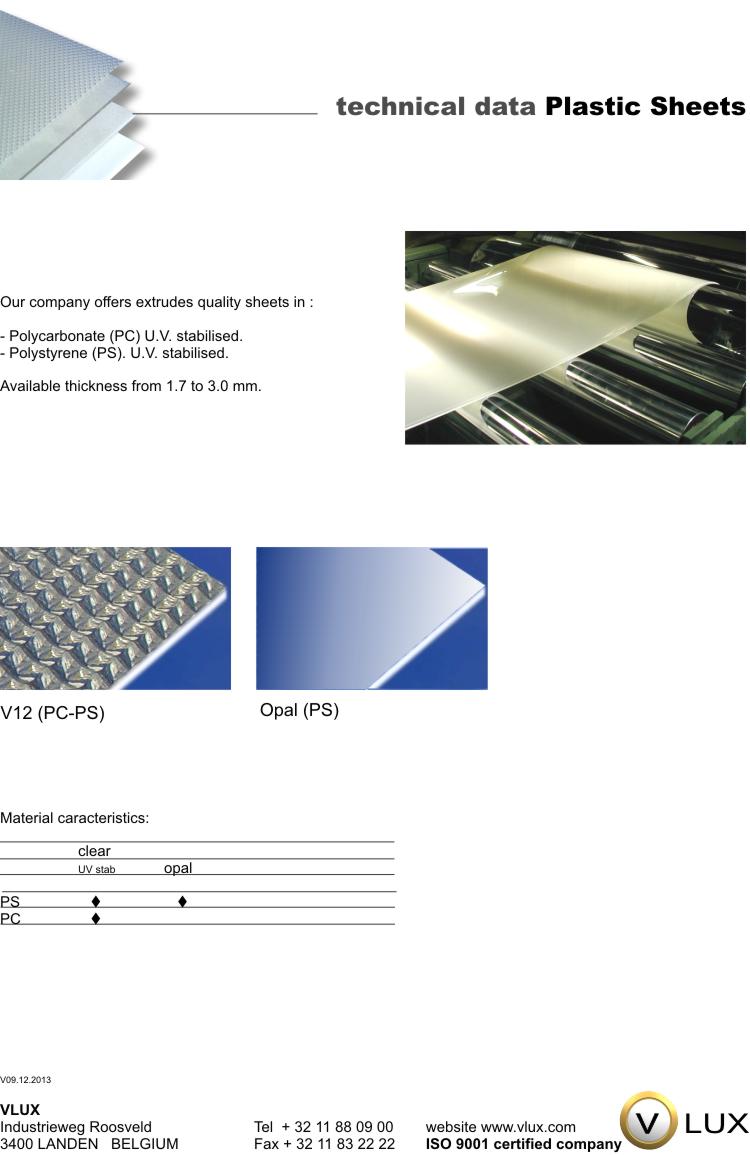 technical data Plastic Sheets
Our company offers extrudes quality sheets in :
- Polycarbonate (PC) U.V. stabilised.
- Polystyrene (PS). U.V. stabilised.
Available thickness from 1.7 to 3.0 mm.
V12 (PC-PS)
Opal (PS)
Material caracteristics:
clear
UV stab opal
PS ♦ ♦
PC ♦
V09.12.2013
VLUX
Industrieweg Roosveld Tel + 32 11 88 09 00 website www.vlux.com
3400 LANDEN BELGIUM Fax + 32 11 83 22 22 ISO 9001 certified company
V LUX